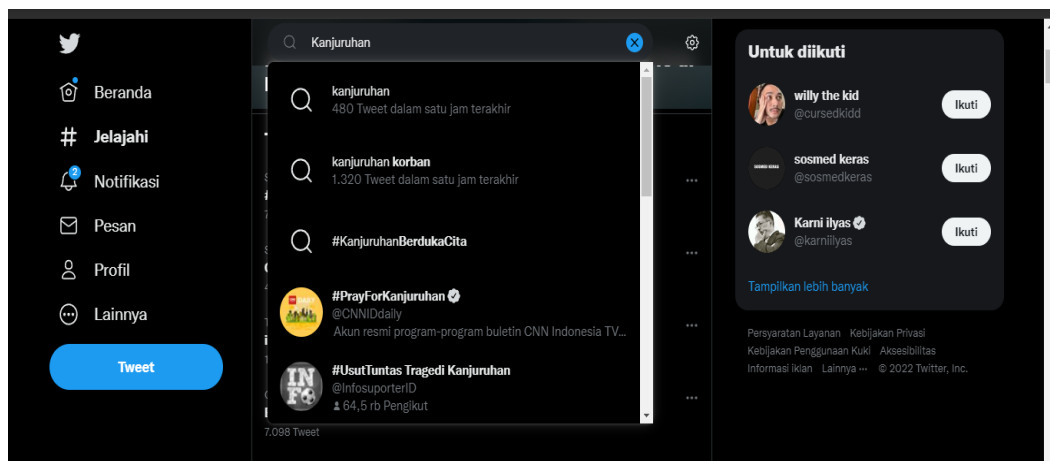 Beranda
Jelajahi
2
Notifikasi
Pesan
Profil
Lainnya
Tweet
Kanjuruhan
kanjuruhan
480 Tweet dalam satu jam terakhir
kanjuruhan korban
1.320 Tweet dalam satu jam terakhir
#KanjuruhanBerdukaCita
#PrayForKanjuruhan
@CNNIDdaily
Akun resmi program-program buletin CNN Indonesia TV...
INFO
#UsutTuntas Tragedi Kanjuruhan
@InfosuporterID
64,5 rb Pengikut
7.098 Tweet
Untuk diikuti
willy the kid
@cursedkidd
Ikuti
SOSMED KERAS
sosmed keras
@sosmedkeras
Ikuti
Karni ilyas
@karniilyas
Ikuti
Tampilkan lebih banyak
Persyaratan Layanan Kebijakan Privasi
Kebijakan Penggunaan Kuki Aksesibilitas
Informasi iklan Lainnya ... © 2022 Twitter, Inc.